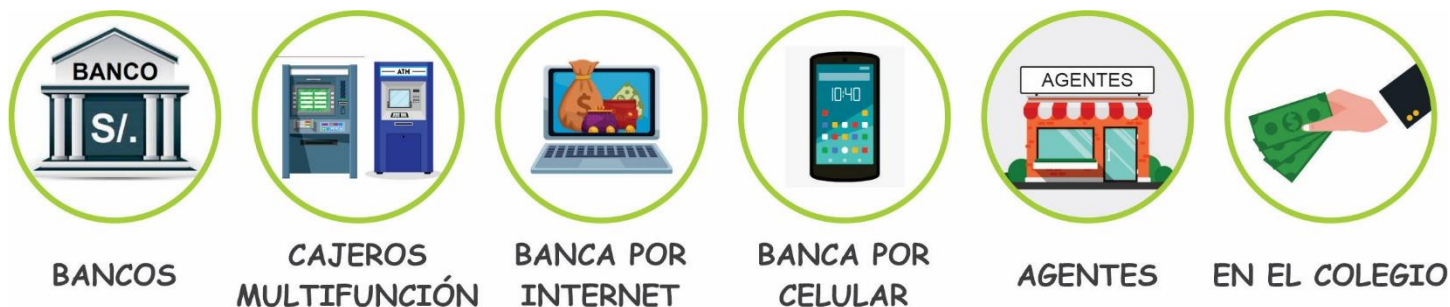 BANCO
S/.
ATM
10:40
AGENTES
BANCOS
CAJEROS
MULTIFUNCIÓN
BANCA POR
INTERNET
BANCA POR
CELULAR
AGENTES
EN EL COLEGIO